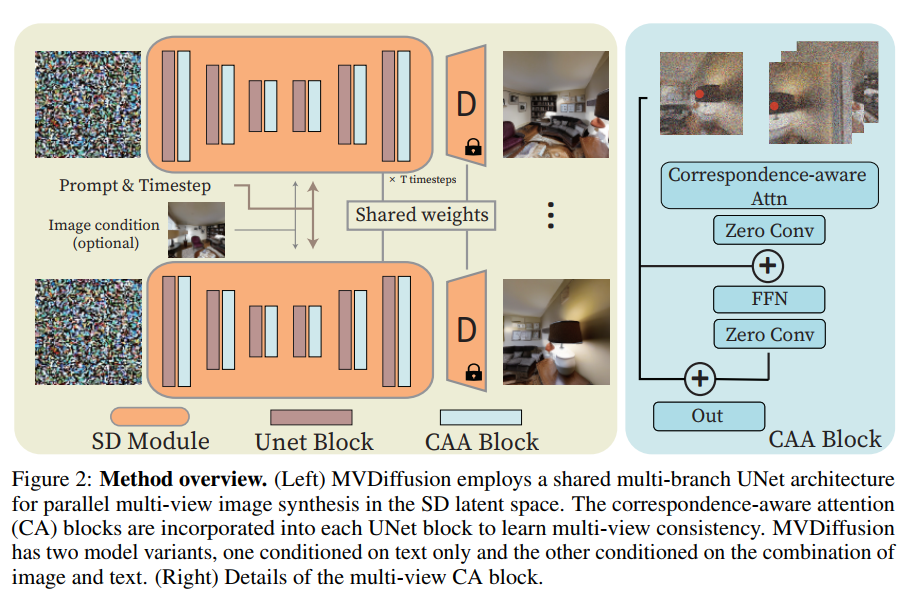 D
Prompt & Timestep
× T timesteps
Image condition
(optional)
Shared weights
D
SD Module
Unet Block
CAA Block
Correspondence-aware
Attn
Zero Conv
+
FFN
Zero Conv
+
Out
CAA Block
Figure 2: Method overview. (Left) MVDiffusion employs a shared multi-branch UNet architecture
for parallel multi-view image synthesis in the SD latent space. The correspondence-aware attention
(CA) blocks are incorporated into each UNet block to learn multi-view consistency. MVDiffusion
has two model variants, one conditioned on text only and the other conditioned on the combination of
image and text. (Right) Details of the multi-view CA block.